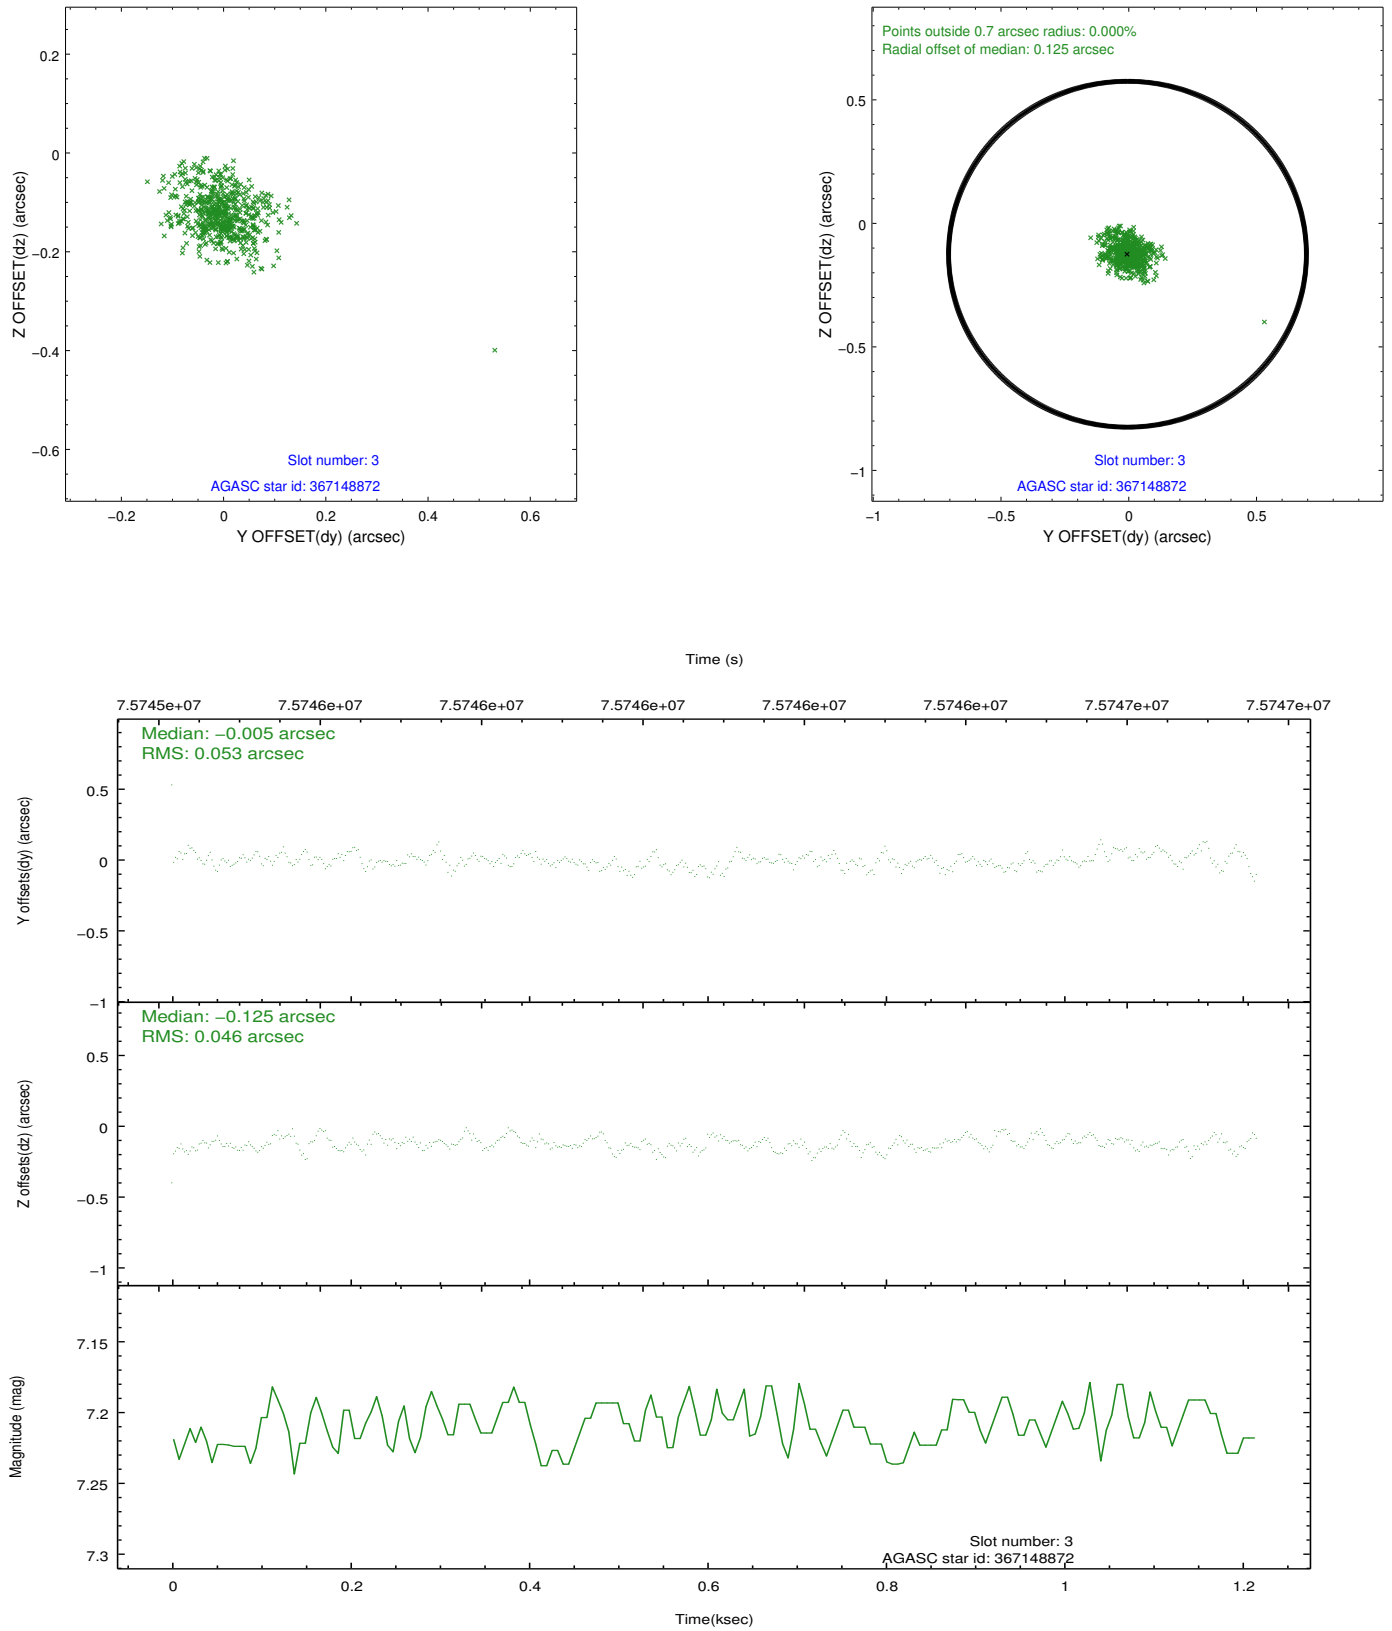 0.2
0
−0.2
−0.4
−0.6
Z OFFSET(dz) (arcsec)
Slot number: 3
AGASC star id: 367148872
−0.2
0
0.2
0.4
0.6
Y OFFSET(dy) (arcsec)
Points outside 0.7 arcsec radius: 0.000%
Radial offset of median: 0.125 arcsec
0.5
0
−0.5
−1
Z OFFSET(dz) (arcsec)
Slot number: 3
AGASC star id: 367148872
−1
−0.5
0
0.5
Y OFFSET(dy) (arcsec)
Time (s)
7.5745e+07
7.5746e+07
7.5746e+07
7.5746e+07
7.5746e+07
7.5746e+07
7.5747e+07
7.5747e+07
Median: −0.005 arcsec
RMS: 0.053 arcsec
0.5
0
−0.5
−1
Y offsets(dy) (arcsec)
Median: −0.125 arcsec
RMS: 0.046 arcsec
0.5
0
−0.5
−1
Z offsets(dz) (arcsec)
7.15
7.2
7.25
7.3
Magnitude (mag)
Slot number: 3
AGASC star id: 367148872
0
0.2
0.4
0.6
0.8
1
1.2
Time(ksec)